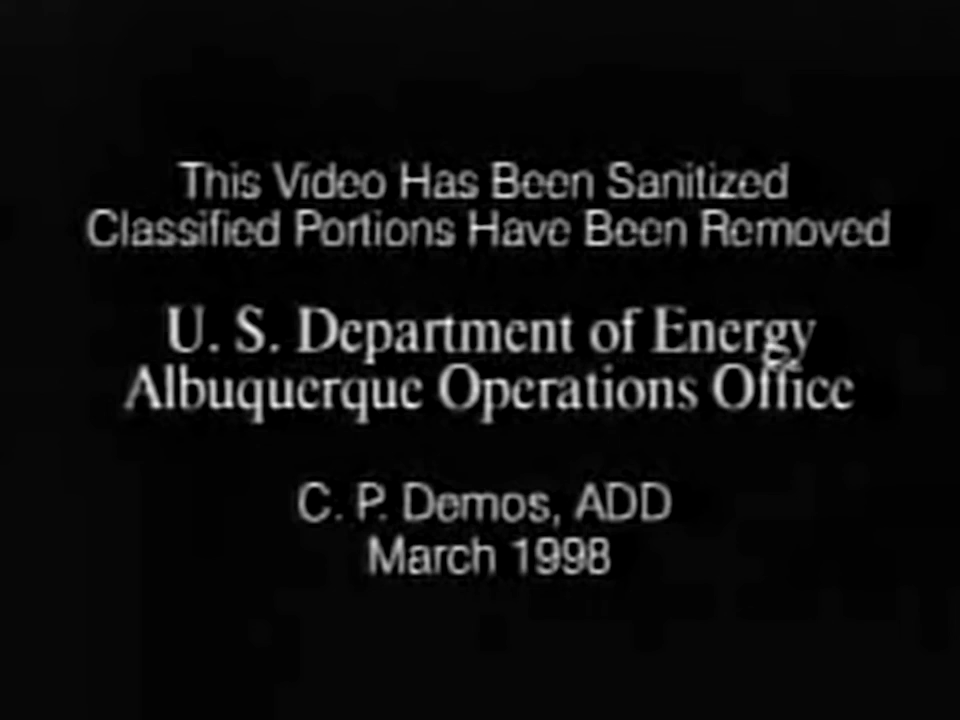 This Video Has Been Sanitized
Classified Portions Have Been Removed
U. S. Department of Energy
Albuquerque Operations Office
C. P. Demos, ADD
March 1998